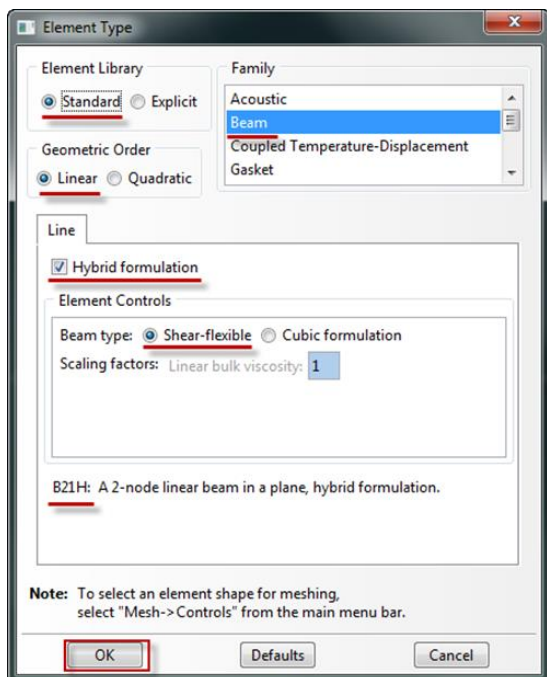 Element Type
Element Library
Standard Explicit
Family
Acoustic
Beam
Coupled Temperature-Displacement
Gasket
Geometric Order
Linear Quadratic
Line
Hybrid formulation
Element Controls
Beam type: Shear-flexible Cubic formulation
Scaling factors: Linear bulk viscosity: 1
B21H: A 2-node linear beam in a plane, hybrid formulation.
Note: To select an element shape for meshing,
select "Mesh->Controls" from the main menu bar.
OK Defaults Cancel